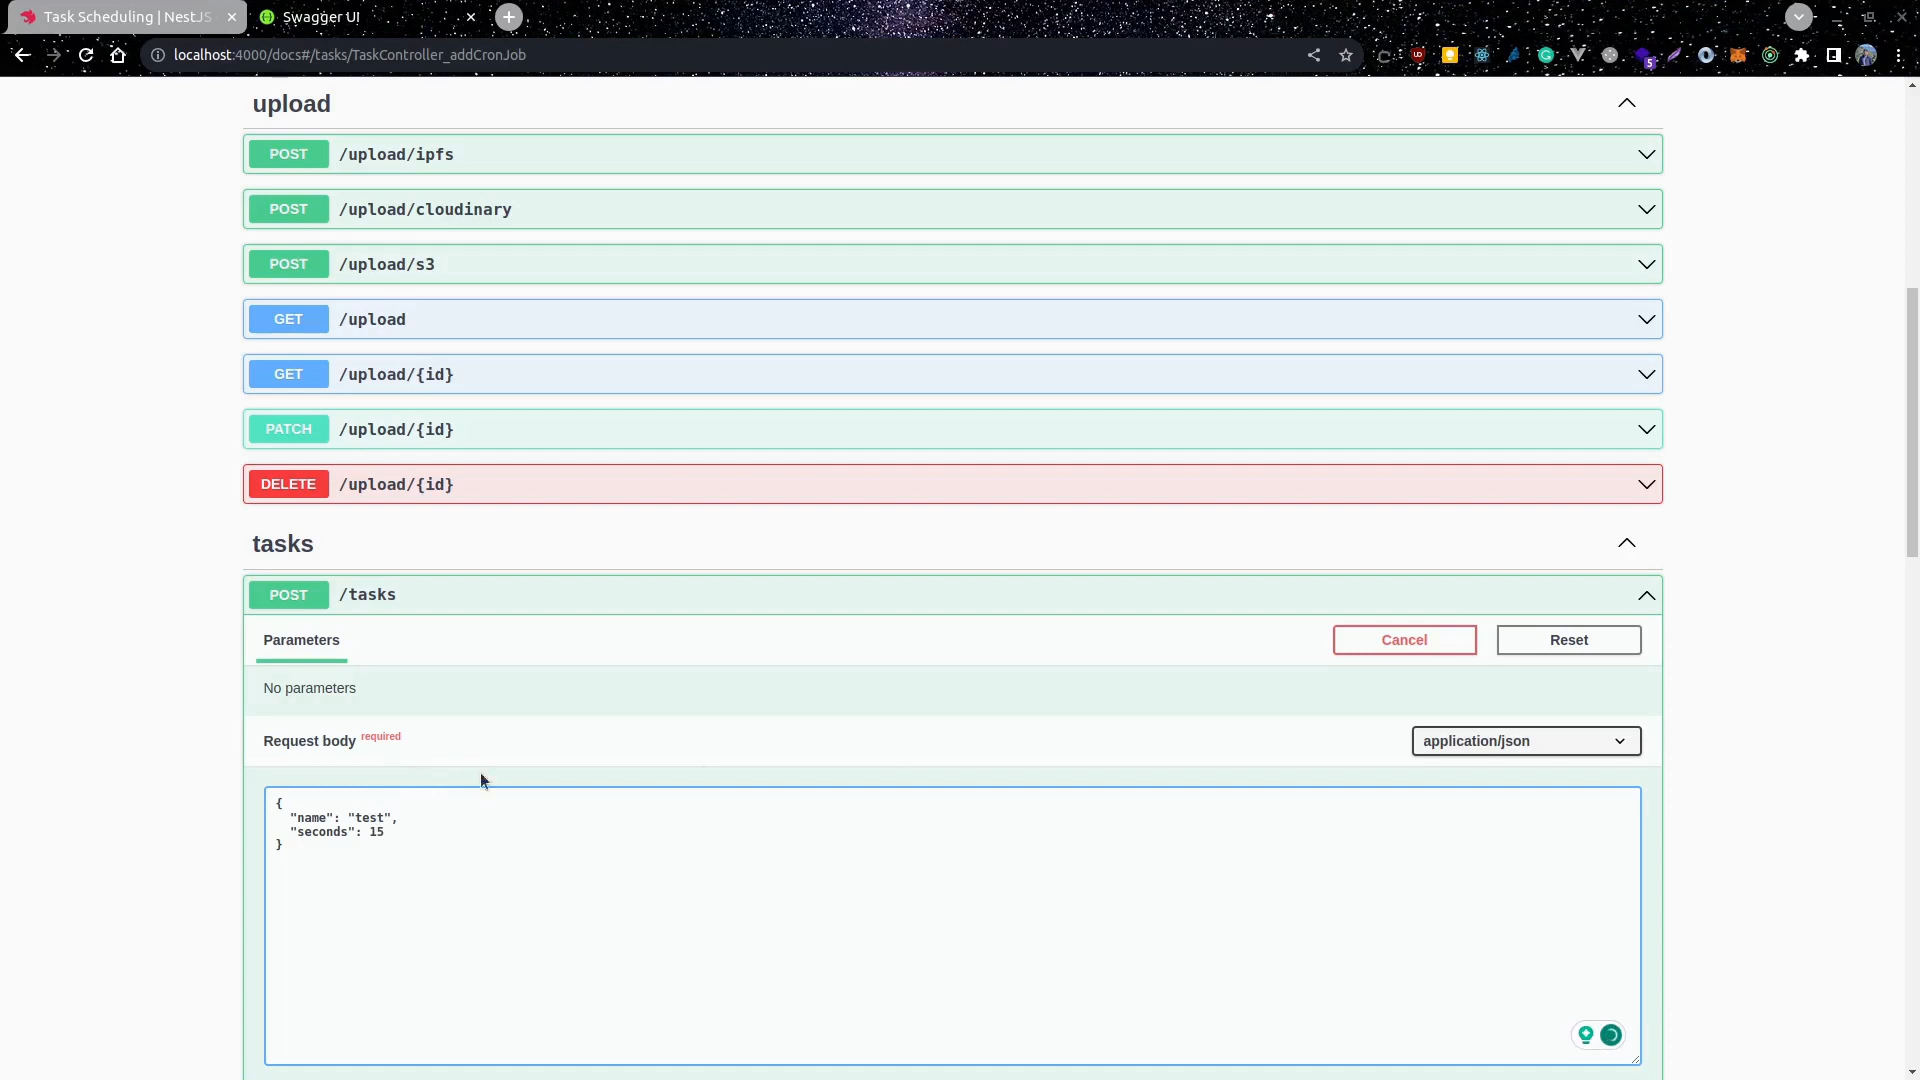 Task Scheduling | NestJS
Swagger UI
localhost:4000/docs#/tasks/TaskController_addCronJob
5
upload
POST /upload/ipfs
POST /upload/cloudinary
POST /upload/s3
GET /upload
GET /upload/{id}
PATCH /upload/{id}
DELETE /upload/{id}
tasks
POST /tasks
Parameters
Cancel
Reset
No parameters
Request body required
application/json
{
"name": "test",
"seconds": 15
}